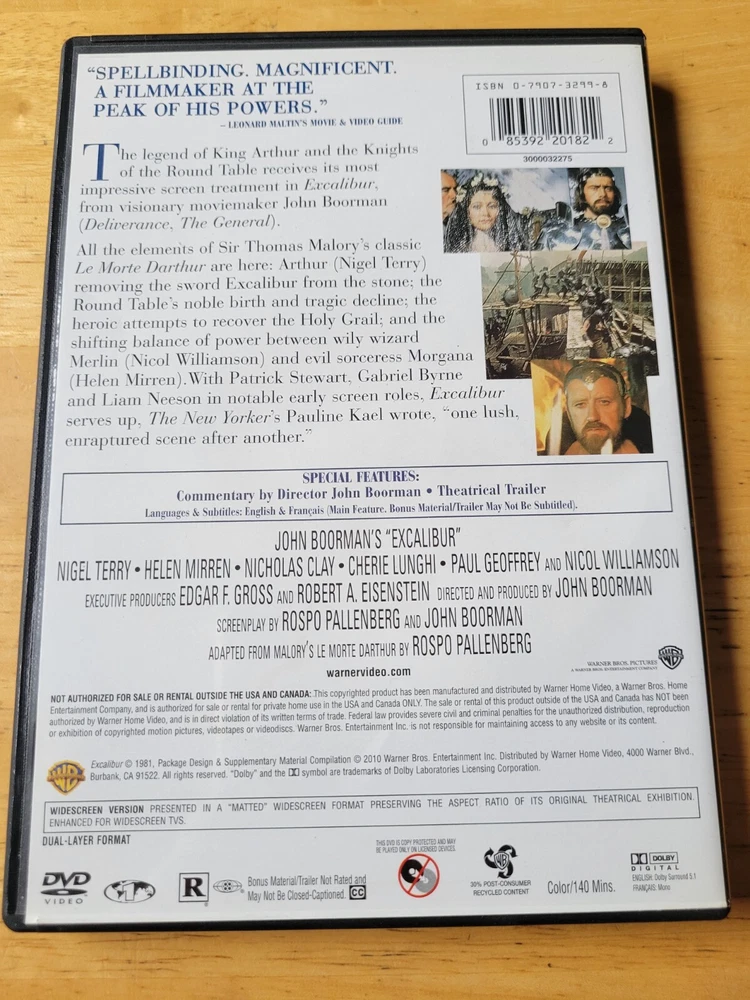 “SPELLBINDING. MAGNIFICENT.
A FILMMAKER AT THE
PEAK OF HIS POWERS.”
– LEONARD MALTIN'S MOVIE & VIDEO GUIDE
ISBN 0-7907-3299-8
0 85392 20182 2
3000032275
The legend of King Arthur and the Knights
of the Round Table receives its most
impressive screen treatment in Excalibur,
from visionary moviemaker John Boorman
(Deliverance, The General).
All the elements of Sir Thomas Malory's classic
Le Morte Darthur are here: Arthur (Nigel Terry)
removing the sword Excalibur from the stone; the
Round Table's noble birth and tragic decline; the
heroic attempts to recover the Holy Grail; and the
shifting balance of power between wily wizard
Merlin (Nicol Williamson) and evil sorceress Morgana
(Helen Mirren).With Patrick Stewart, Gabriel Byrne
and Liam Neeson in notable early screen roles, Excalibur
serves up, The New Yorker's Pauline Kael wrote, “one lush,
enraptured scene after another.”
SPECIAL FEATURES:
Commentary by Director John Boorman • Theatrical Trailer
Languages & Subtitles: English & Français (Main Feature. Bonus Material/Trailer May Not Be Subtitled).
JOHN BOORMAN'S “EXCALIBUR”
NIGEL TERRY • HELEN MIRREN • NICHOLAS CLAY • CHERIE LUNGHI • PAUL GEOFFREY AND NICOL WILLIAMSON
EXECUTIVE PRODUCERS EDGAR F. GROSS AND ROBERT A. EISENSTEIN DIRECTED AND PRODUCED BY JOHN BOORMAN
SCREENPLAY BY ROSPO PALLENBERG AND JOHN BOORMAN
ADAPTED FROM MALORY'S LE MORTE DARTHUR BY ROSPO PALLENBERG
warnervideo.com
WARNER BROS. PICTURES
A WARNER BROS. ENTERTAINMENT COMPANY
NOT AUTHORIZED FOR SALE OR RENTAL OUTSIDE THE USA AND CANADA: This copyrighted product has been manufactured and distributed by Warner Home Video, a Warner Bros. Home
Entertainment Company, and is authorized for sale or rental for private home use in the USA and Canada ONLY. The sale or rental of this product outside of the USA and Canada has NOT been
authorized by Warner Home Video, and is in direct violation of its written terms of trade. Federal law provides severe civil and criminal penalties for the unauthorized distribution, reproduction
or exhibition of copyrighted motion pictures, videotapes or videodiscs. Warner Bros. Entertainment Inc. is not responsible for maintaining access to any website or its content.
Excalibur © 1981, Package Design & Supplementary Material Compilation © 2010 Warner Bros. Entertainment Inc. Distributed by Warner Home Video, 4000 Warner Blvd.,
Burbank, CA 91522. All rights reserved. “Dolby” and the DD symbol are trademarks of Dolby Laboratories Licensing Corporation.
WIDESCREEN VERSION PRESENTED IN A “MATTED” WIDESCREEN FORMAT PRESERVING THE ASPECT RATIO OF ITS ORIGINAL THEATRICAL EXHIBITION.
ENHANCED FOR WIDESCREEN TVS.
DUAL-LAYER FORMAT
THIS DVD IS COPY PROTECTED AND MAY
BE PLAYED ONLY ON LICENSED DEVICES.
DVD
VIDEO
1
R
Bonus Material/Trailer Not Rated and
May Not Be Closed-Captioned. CC
30% POST-CONSUMER
RECYCLED CONTENT
Color/140 Mins.
DOLBY
DIGITAL
ENGLISH: Dolby Surround 5.1
FRANÇAIS: Mono